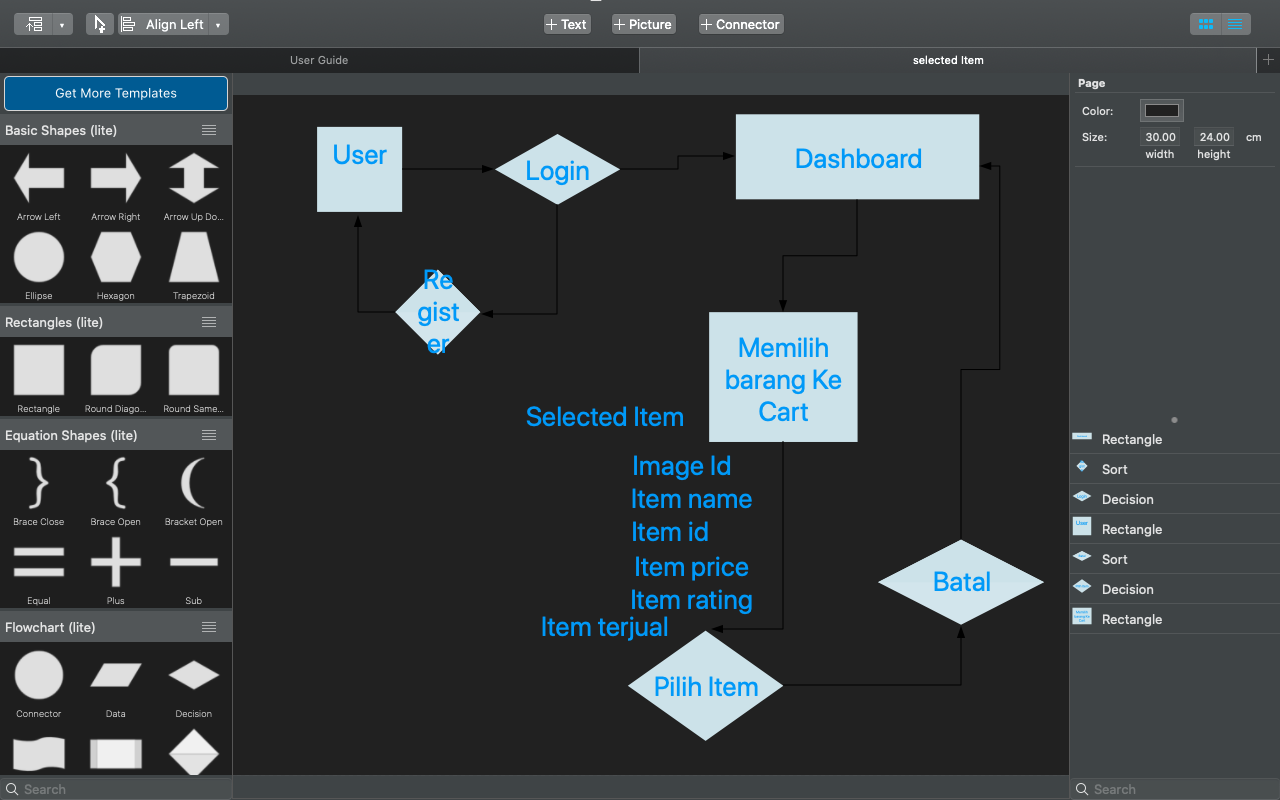 Align Left
+ Text
+ Picture
+ Connector
User Guide
selected Item
Get More Templates
Basic Shapes (lite)
Arrow Left
Arrow Right
Arrow Up Do...
Ellipse
Hexagon
Trapezoid
Rectangles (lite)
Rectangle
Round Diago...
Round Same...
Equation Shapes (lite)
Brace Close
Brace Open
Bracket Open
Equal
Plus
Sub
Flowchart (lite)
Connector
Data
Decision
Search
User
Login
Dashboard
Re
gist
er
Memilih
barang Ke
Cart
Selected Item
Image Id
Item name
Item id
Item price
Item rating
Item terjual
Pilih Item
Batal
Page
Color:
Size:
30.00
24.00
cm
width
height
Rectangle
Sort
Decision
User
Rectangle
Sort
Decision
Rectangle
Search